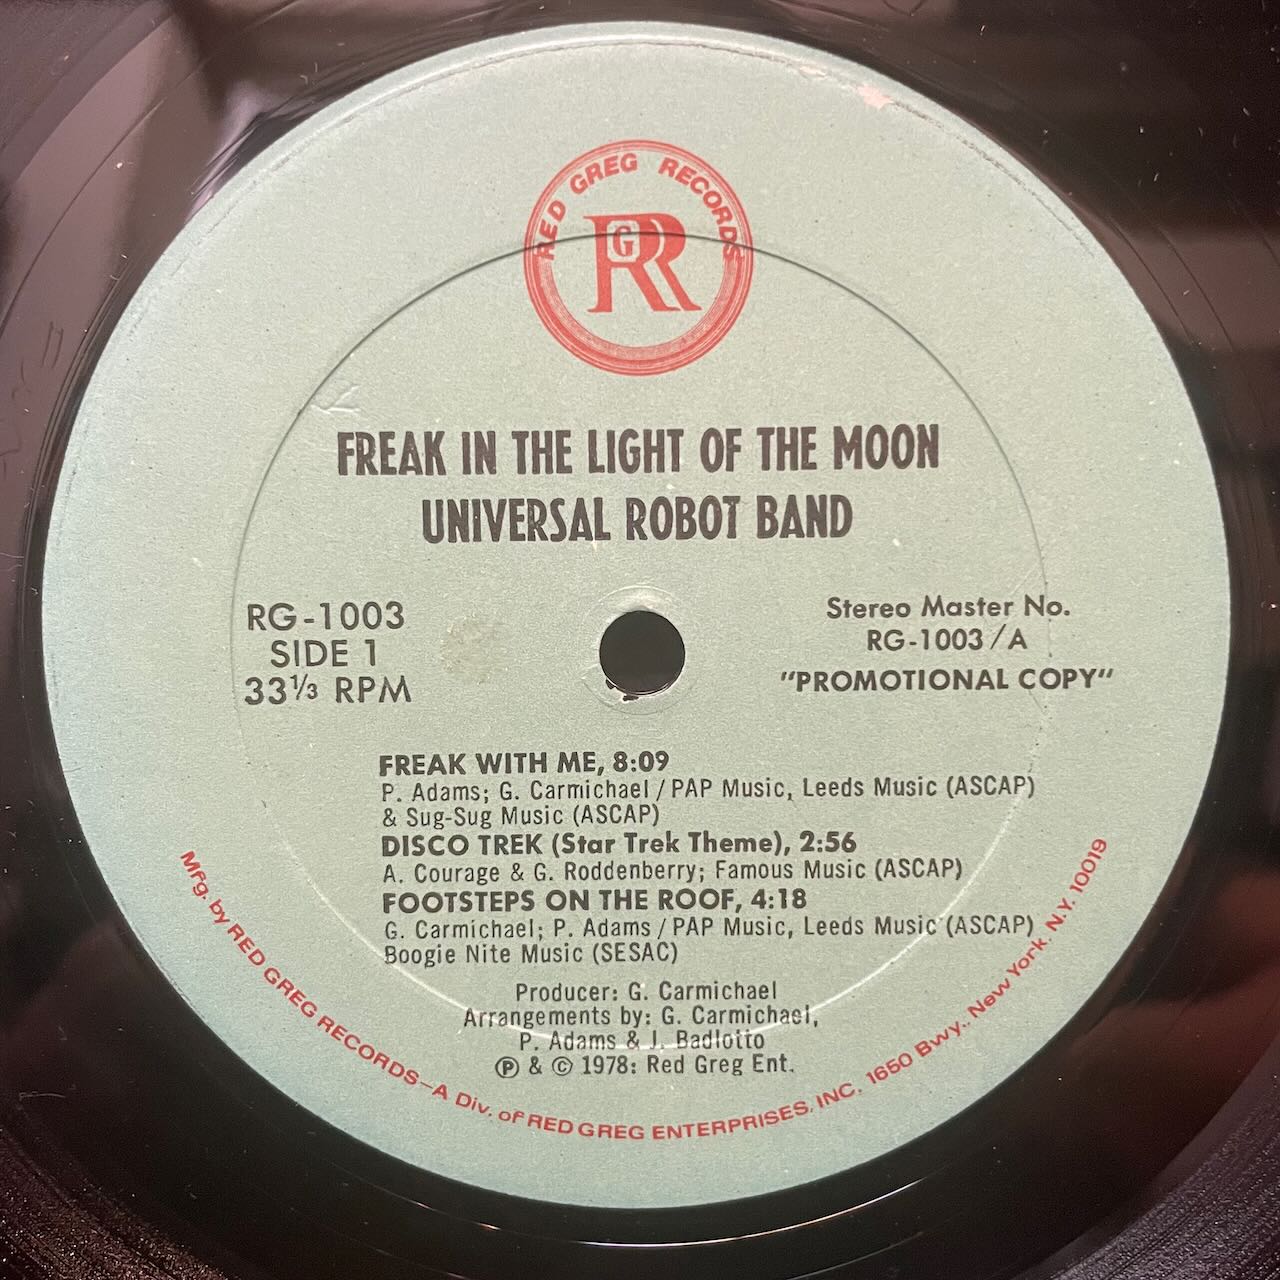 RED GREG RECORDS
RGR
FREAK IN THE LIGHT OF THE MOON
UNIVERSAL ROBOT BAND
RG-1003
SIDE 1
33⅓ RPM
Stereo Master No.
RG-1003/A
"PROMOTIONAL COPY"
FREAK WITH ME, 8:09
P. Adams; G. Carmichael / PAP Music, Leeds Music (ASCAP)
& Sug-Sug Music (ASCAP)
DISCO TREK (Star Trek Theme), 2:56
A. Courage & G. Roddenberry; Famous Music (ASCAP)
FOOTSTEPS ON THE ROOF, 4:18
G. Carmichael; P. Adams / PAP Music, Leeds Music (ASCAP)
Boogie Nite Music (SESAC)
Producer: G. Carmichael
Arrangements by: G. Carmichael,
P. Adams & J. Badlotto
℗ & © 1978: Red Greg Ent.
Mfg. by RED GREG RECORDS—A Div. of RED GREG ENTERPRISES, INC. 1650 Bwy., New York, N.Y. 10019